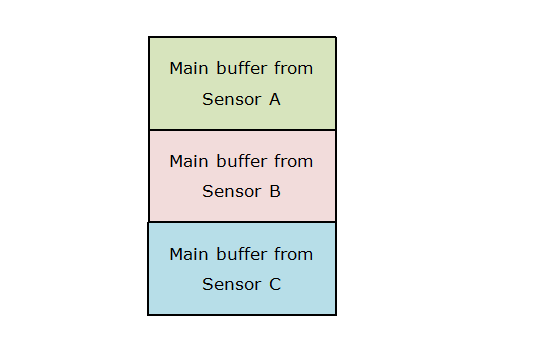 Main buffer from
Sensor A
Main buffer from
Sensor B
Main buffer from
Sensor C